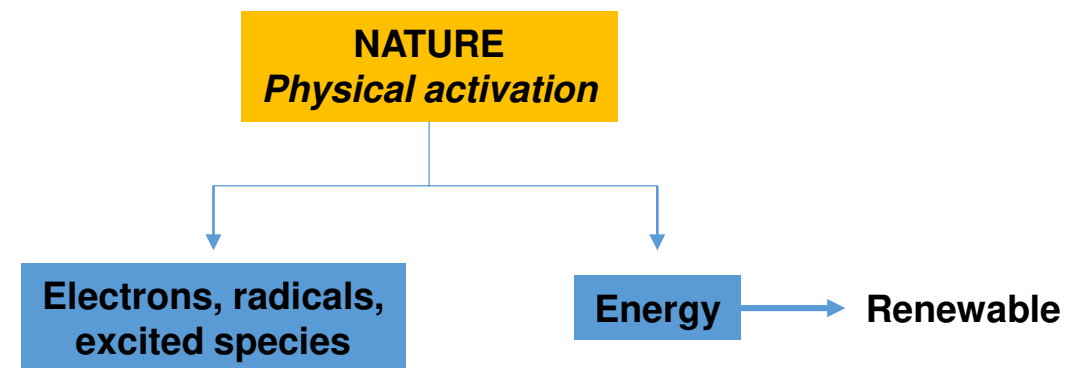 NATURE
Physical activation
Electrons, radicals,
excited species
Energy
Renewable